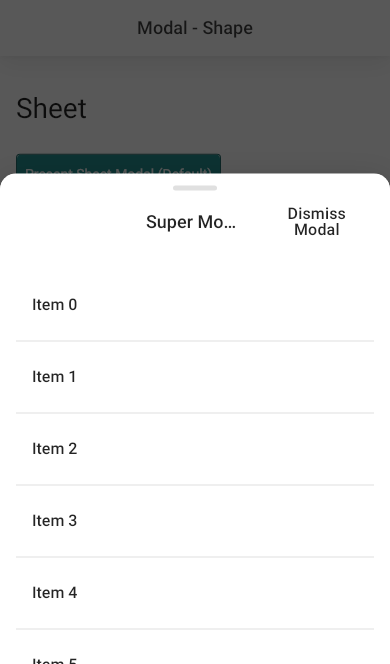 Modal - Shape
Sheet
Present Sheet Modal (Default)
Super Mo...
Dismiss
Modal
Item 0
Item 1
Item 2
Item 3
Item 4
Item 5